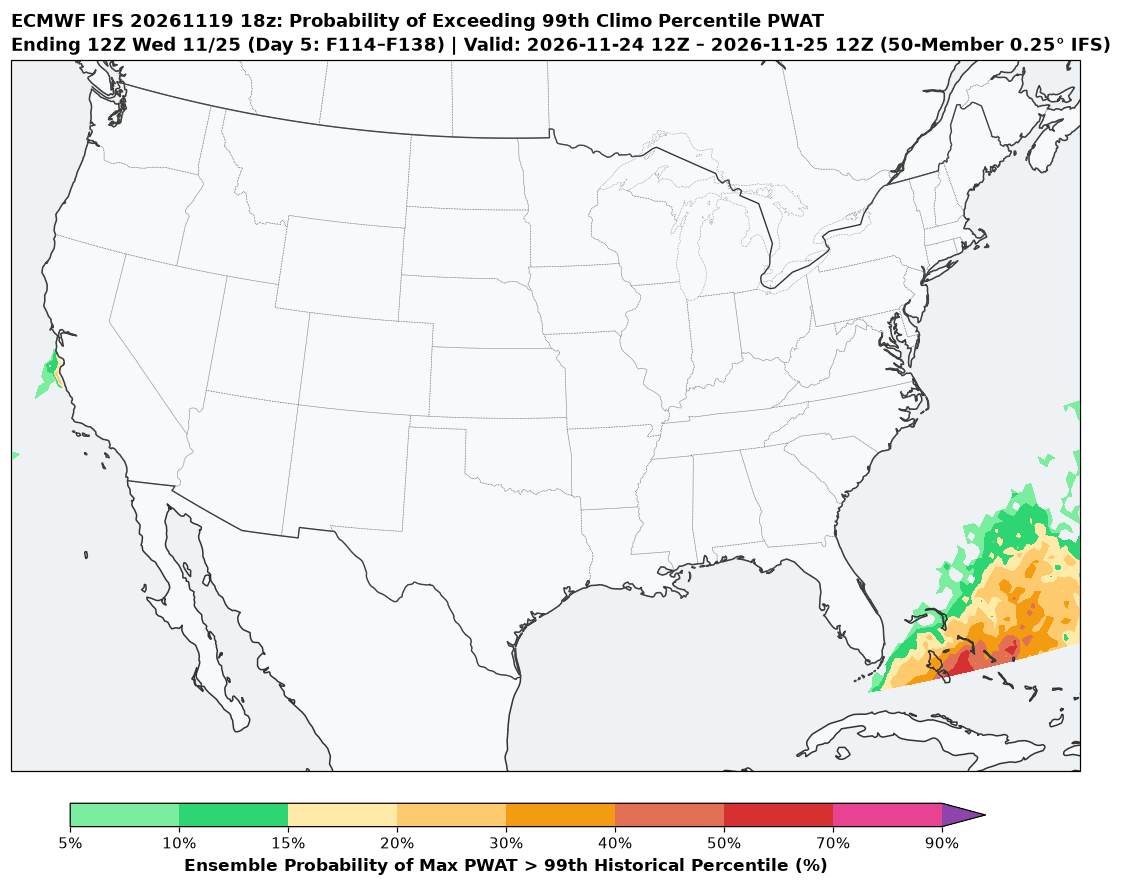 ECMWF IFS 20261119 18z: Probability of Exceeding 99th Climo Percentile PWAT
Ending 12Z Wed 11/25 (Day 5: F114–F138) | Valid: 2026-11-24 12Z – 2026-11-25 12Z (50-Member 0.25° IFS)
5% 10% 15% 20% 30% 40% 50% 70% 90%
Ensemble Probability of Max PWAT > 99th Historical Percentile (%)